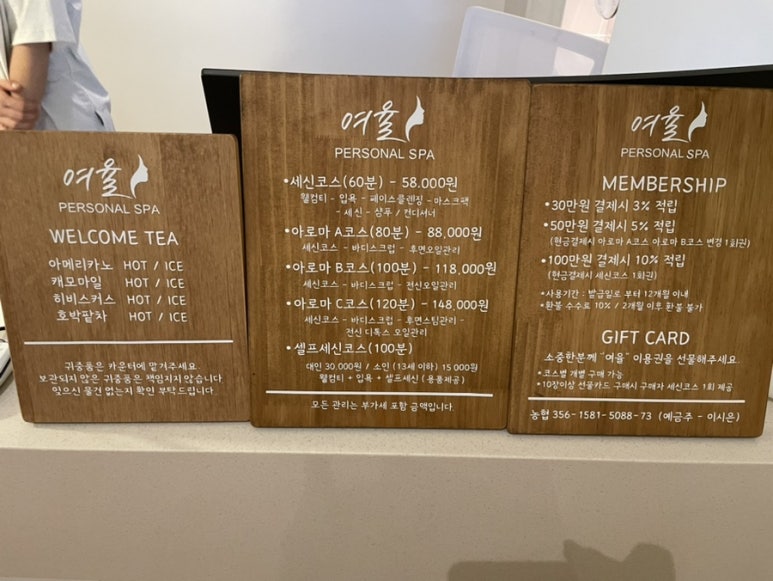 여율
PERSONAL SPA
WELCOME TEA
아메리카노 HOT / ICE
캐모마일 HOT / ICE
히비스커스 HOT / ICE
호박팥차 HOT / ICE
귀중품은 카운터에 맡겨주세요.
보관되지 않은 귀중품은 책임지지 않습니다.
잊으신 물건 없는지 확인 부탁드립니다.
여율
PERSONAL SPA
•세신코스(60분) - 58.000원
웰컴티 - 입욕 - 페이스클렌징 - 마스크팩
- 세신 - 샴푸 / 컨디셔너
•아로마 A코스(80분) - 88,000원
세신코스 - 바디스크럽 - 후면오일관리
•아로마 B코스(100분) - 118,000원
세신코스 - 바디스크럽 - 전신오일관리
•아로마 C코스(120분) - 148,000원
세신코스 - 바디스크럽 - 후면스팀관리 -
전신 디톡스 오일관리
•셀프세신코스(100분)
대인 30.000원 / 소인 (13세 이하) 15 000원
웰컴티 + 입욕 + 셀프세신 (용품제공)
모든 관리는 부가세 포함 금액입니다.
여율
PERSONAL SPA
MEMBERSHIP
•30만원 결제시 3% 적립
•50만원 결제시 5% 적립
(현금결제시 아로마 A코스 아로마 B코스 변경 1회권)
•100만원 결제시 10% 적립
(현금결제시 세신코스 1회권)
•사용기간 : 발급일로 부터 12개월 이내
•환불 수수료 10% / 2개월 이후 환불 불가
GIFT CARD
소중한분께 "여율" 이용권을 선물해주세요.
•코스별 개별 구매 가능
•10장이상 선물카드 구매시 구매자 세신코스 1회 제공
농협 356-1581-5088-73 (예금주 - 이시은)